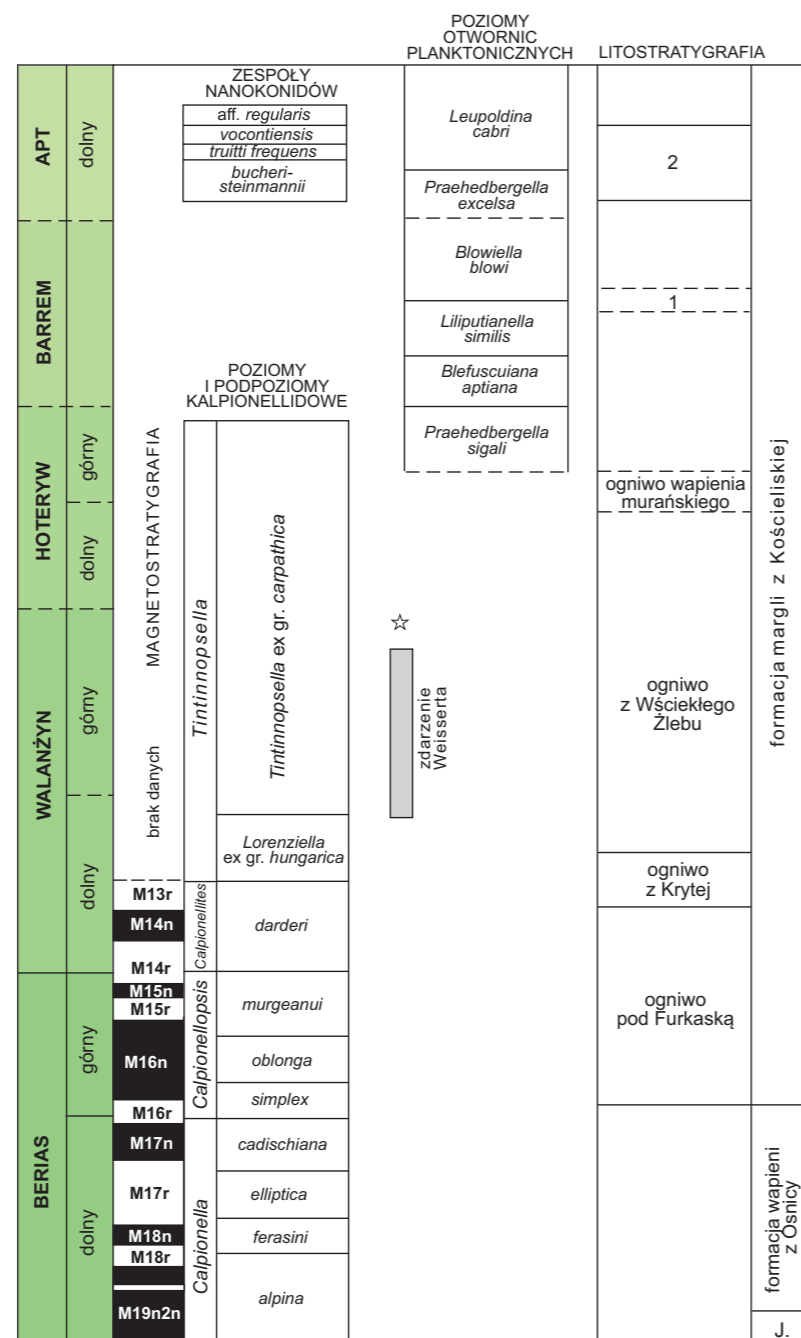 POZIOMY
OTWORNIC
PLANKTONICZNYCH
LITOSTRATYGRAFIA
ZESPOŁY
NANOKONIDÓW
aff. regularis
vocontiensis
truitti frequens
bucheri-
steinmannii
APT
dolny
Leupoldina
cabri
2
Praehedbergella
excelsa
BARREM
Blowiella
blowi
1
Liliputianella
similis
Blefuscuiana
aptiana
POZIOMY
I PODPOZIOMY
KALPIONELLIDOWE
HOTERYW
górny
dolny
Praehedbergella
sigali
ogniwo wapienia
murańskiego
MAGNETOSTRATYGRAFIA
brak danych
Tintinnopsella
Tintinnopsella ex gr. carpathica
☆
zdarzenie
Weisserta
ogniwo
z Wściekłego
Żlebu
formacja margli z Kościeliskiej
WALANŻYN
górny
dolny
Lorenziella
ex gr. hungarica
ogniwo
z Krytej
M13r
M14n
M14r
Calpionellites
darderi
ogniwo
pod Furkaską
BERIAS
górny
dolny
M15n
M15r
M16n
M16r
M17n
M17r
M18n
M18r
M19n2n
Calpionellopsis
murgeanui
oblonga
simplex
Calpionella
cadischiana
elliptica
ferasini
alpina
formacja wapieni
z Osnicy
J.